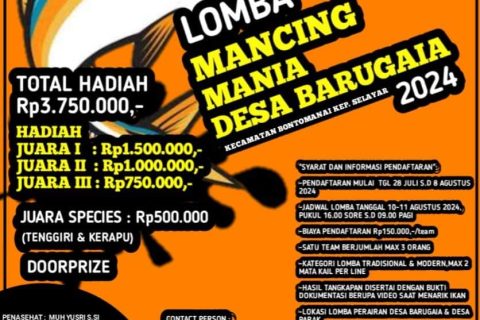 LOMBA
MANCING
MANIA
DESA BARUGAIA
KECAMATAN BONTOMANAI KEP. SELAYAR
2024
TOTAL HADIAH
Rp3.750.000,-
HADIAH
JUARA I : Rp1.500.000,-
JUARA II : Rp1.000.000,-
JUARA III : Rp750.000,-
JUARA SPECIES : Rp500.000
(TENGGIRI & KERAPU)
DOORPRIZE
"SYARAT DAN INFORMASI PENDAFTARAN":
~PENDAFTARAN MULAI TGL 28 JULI S.D 8 AGUSTUS
2024
~JADWAL LOMBA TANGGAL 10-11 AGUSTUS 2024,
PUKUL 16.00 SORE S.D 09.00 PAGI
~BIAYA PENDAFTARAN Rp150.000,-/team
~SATU TEAM BERJUMLAH MAX 3 ORANG
~KATEGORI LOMBA TRADISIONAL & MODERN,MAX 2
MATA KAIL PER LINE
~HASIL TANGKAPAN DISERTAI DENGAN BUKTI
DOKUMENTASI BERUPA VIDEO SAAT MENARIK IKAN
~LOKASI LOMBA PERAIRAN DESA BARUGAIA & DESA
PARAK
PENASEHAT : MUH YUSRI S.SI
CONTACT PERSON :